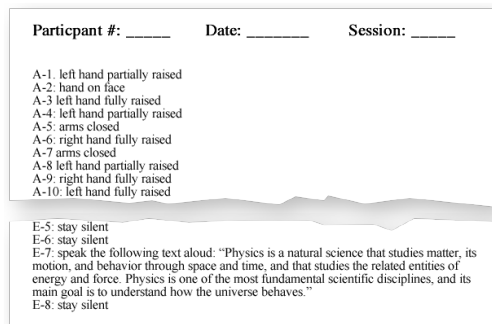 Particpant #: _____ Date: _______ Session: _____
A-1. left hand partially raised
A-2: hand on face
A-3 left hand fully raised
A-4: left hand partially raised
A-5: arms closed
A-6: right hand fully raised
A-7 arms closed
A-8 left hand partially raised
A-9: right hand fully raised
A-10: left hand fully raised
E-5: stay silent
E-6: stay silent
E-7: speak the following text aloud: “Physics is a natural science that studies matter, its
motion, and behavior through space and time, and that studies the related entities of
energy and force. Physics is one of the most fundamental scientific disciplines, and its
main goal is to understand how the universe behaves.”
E-8: stay silent